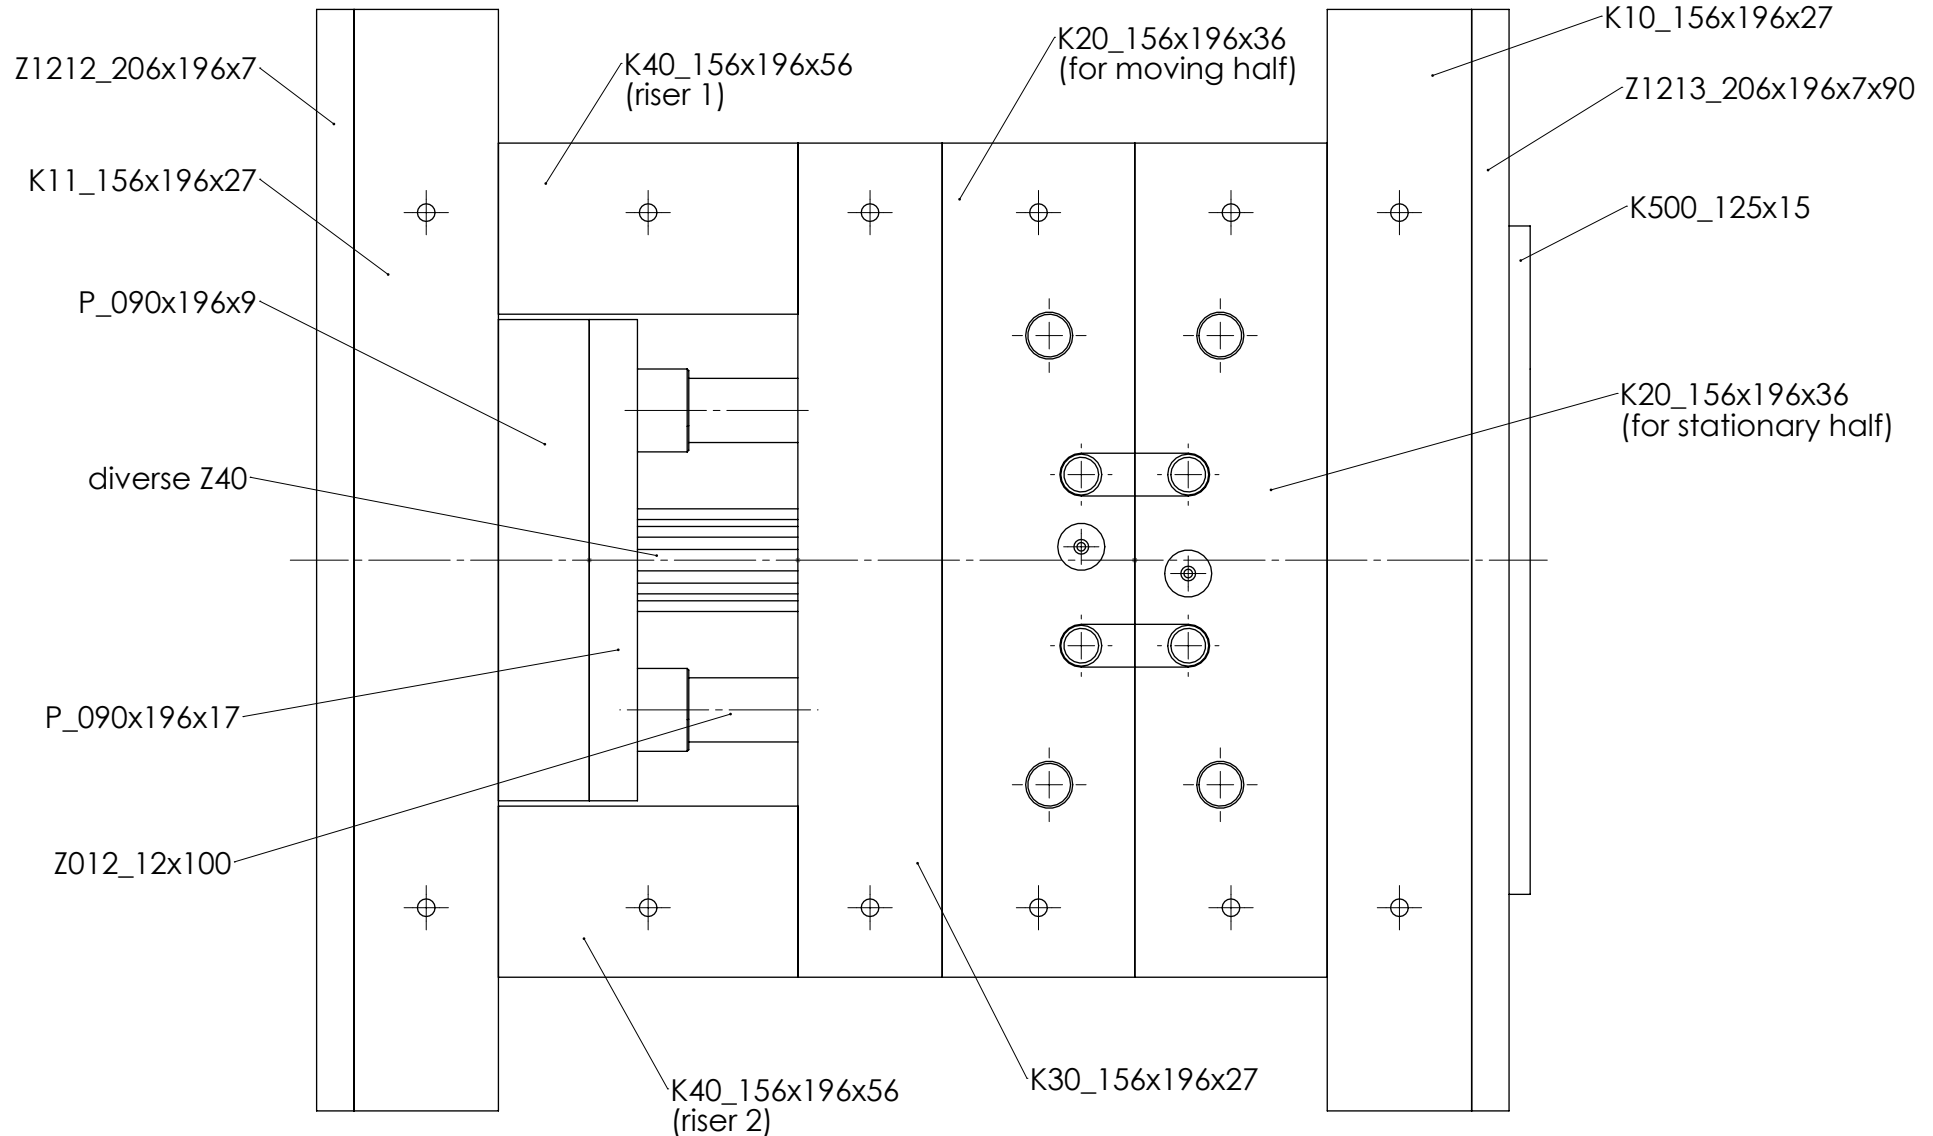 K10_156x196x27
K20_156x196x36
(for moving half)
Z1212_206x196x7
K40_156x196x56
(riser 1)
Z1213_206x196x7x90
K11_156x196x27
K500_125x15
P_090x196x9
K20_156x196x36
(for stationary half)
diverse Z40
P_090x196x17
Z012_12x100
K30_156x196x27
K40_156x196x56
(riser 2)